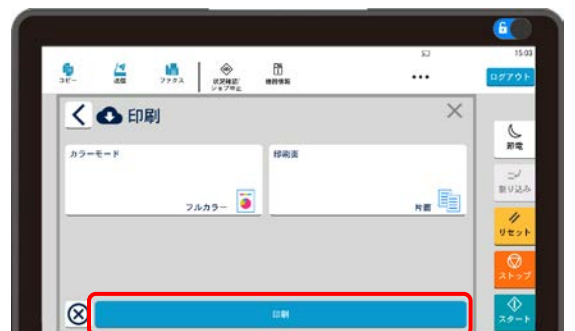 15:03
コピー
送信
ファクス
状況確認/
ジョブ中止
機器情報
ログアウト
印刷
カラーモード
フルカラー
印刷面
片面
節電
割り込み
リセット
ストップ
スタート
印刷